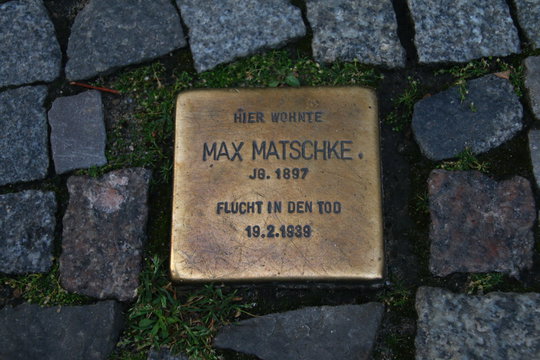 HIER WOHNTE
MAX MATSCHKE
JG. 1897
FLUCHT IN DEN TOD
19.2.1939